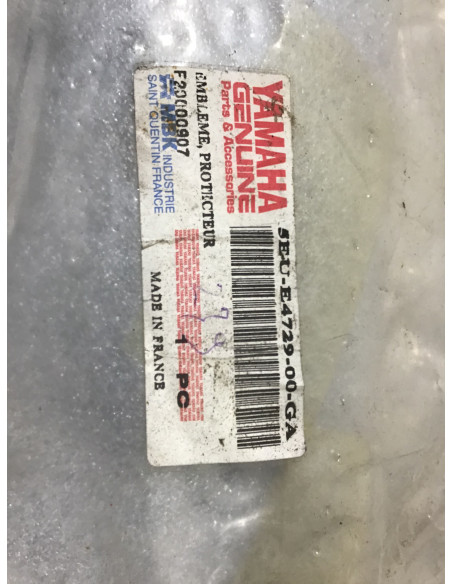 YAMAHA
GENUINE
Parts & Accessories
5EU-E4729-00-GA
EMBLEME, PROTECTEUR
F20000907
MBK INDUSTRIE
SAINT QUENTIN FRANCE
1 PC
MADE IN FRANCE